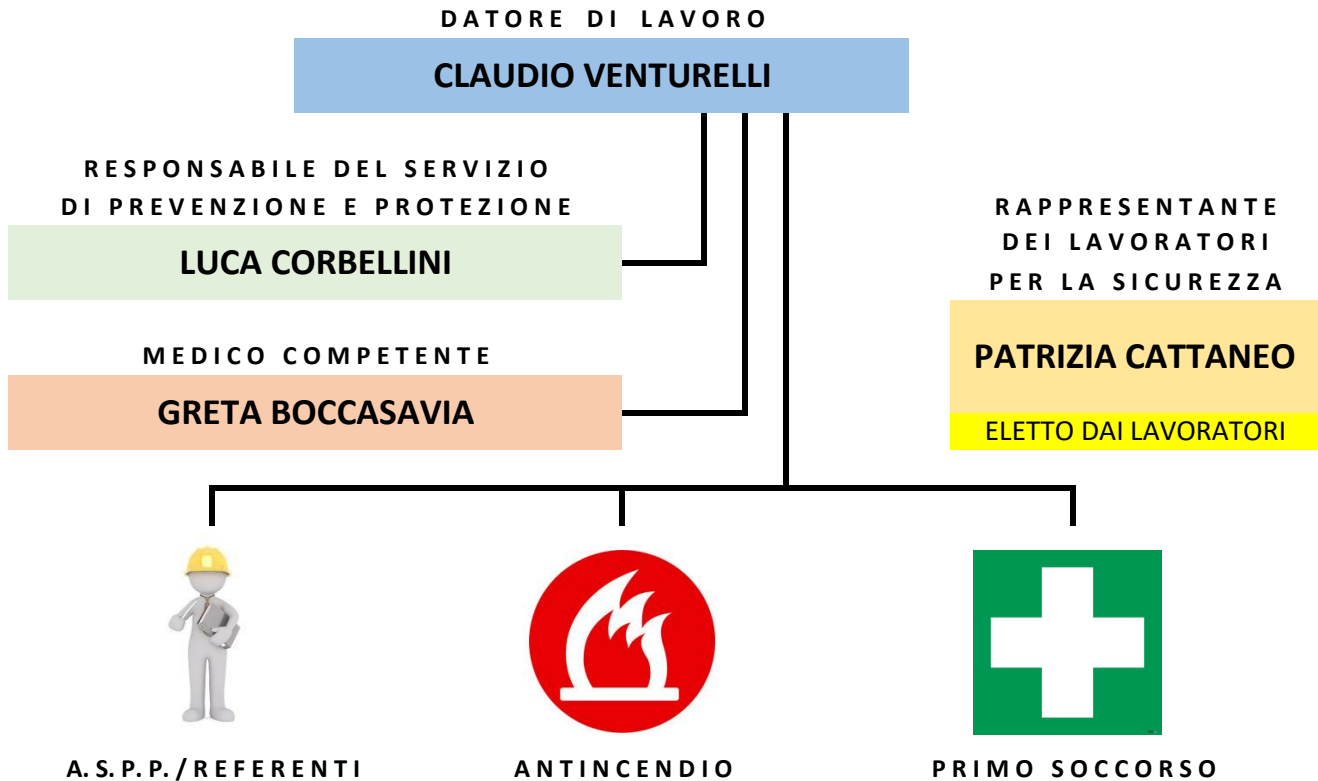 DATORE DI LAVORO
CLAUDIO VENTURELLI
RESPONSABILE DEL SERVIZIO
DI PREVENZIONE E PROTEZIONE
LUCA CORBELLINI
MEDICO COMPETENTE
GRETA BOCCASAVIA
RAPPRESENTANTE
DEI LAVORATORI
PER LA SICUREZZA
PATRIZIA CATTANEO
ELETTO DAI LAVORATORI
A.S.P.P./REFERENTI
ANTINCENDIO
PRIMO SOCCORSO